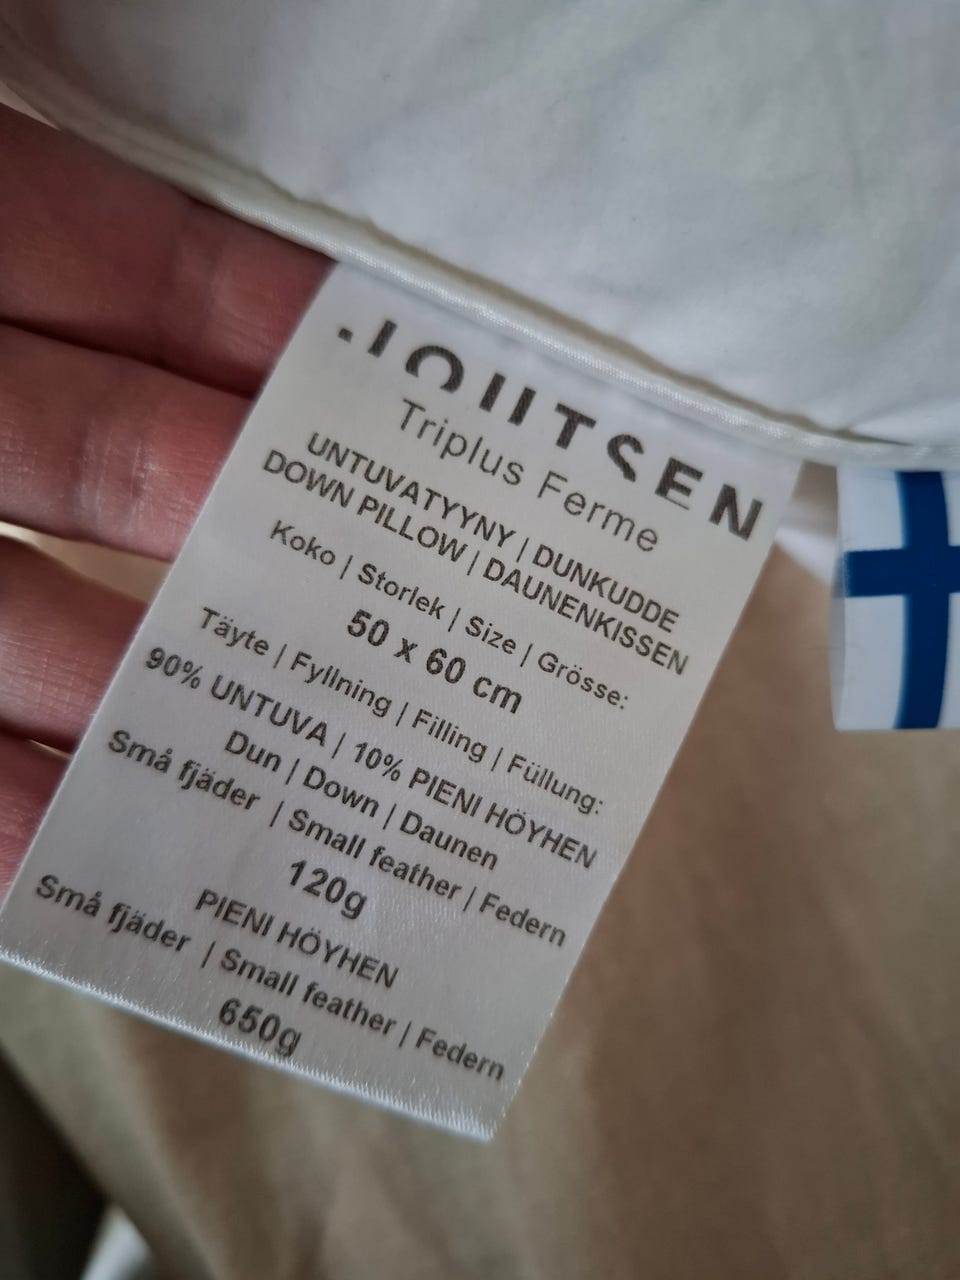 JOUTSEN
Triplus Ferme
UNTUVATYYNY | DUNKUDDE
DOWN PILLOW | DAUNENKISSEN
Koko | Storlek | Size | Grösse:
50 x 60 cm
Täyte | Fyllning | Filling | Füllung:
90% UNTUVA | 10% PIENI HÖYHEN
Dun | Down | Daunen
Små fjäder | Small feather | Federn
120g
PIENI HÖYHEN
Små fjäder | Small feather | Federn
650g